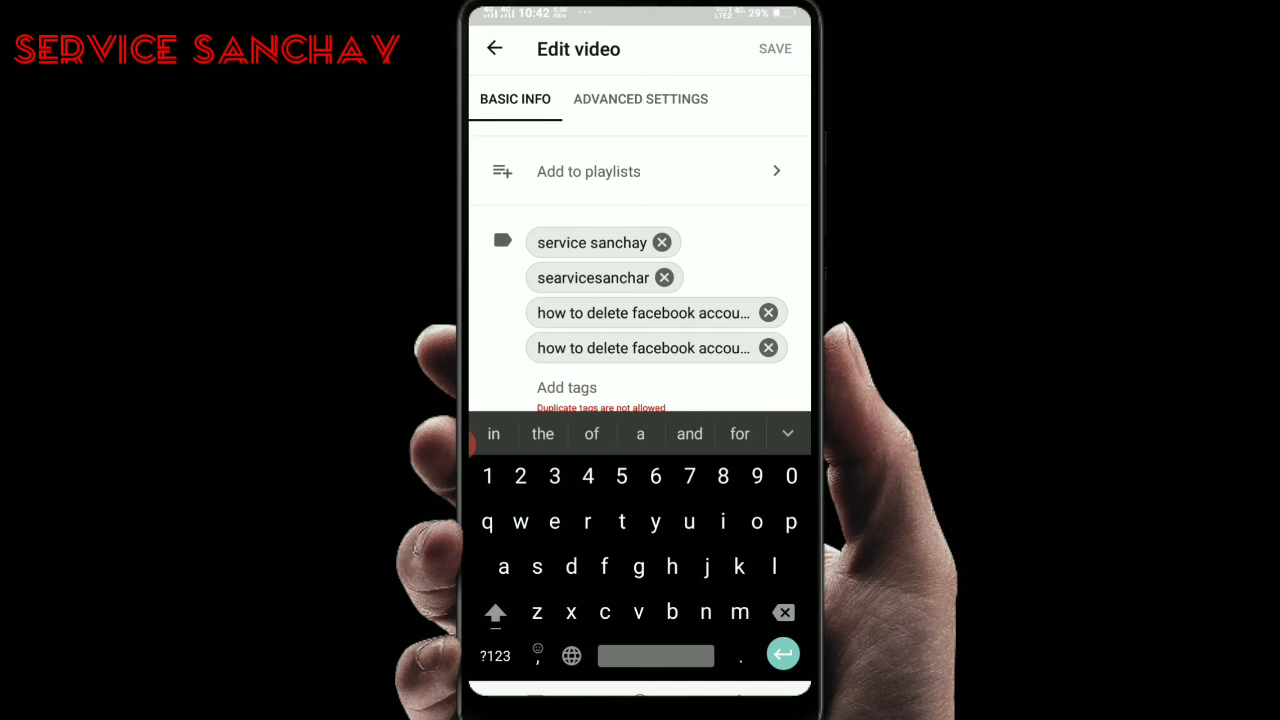 SERVICE SANCHAY
10:42
29%
Edit video
SAVE
BASIC INFO
ADVANCED SETTINGS
Add to playlists
service sanchay
searvicesanchar
how to delete facebook accou...
how to delete facebook accou...
Add tags
Duplicate tags are not allowed
in the of a and for
1 2 3 4 5 6 7 8 9 0
q w e r t y u i o p
a s d f g h j k l
z x c v b n m
?123 , .